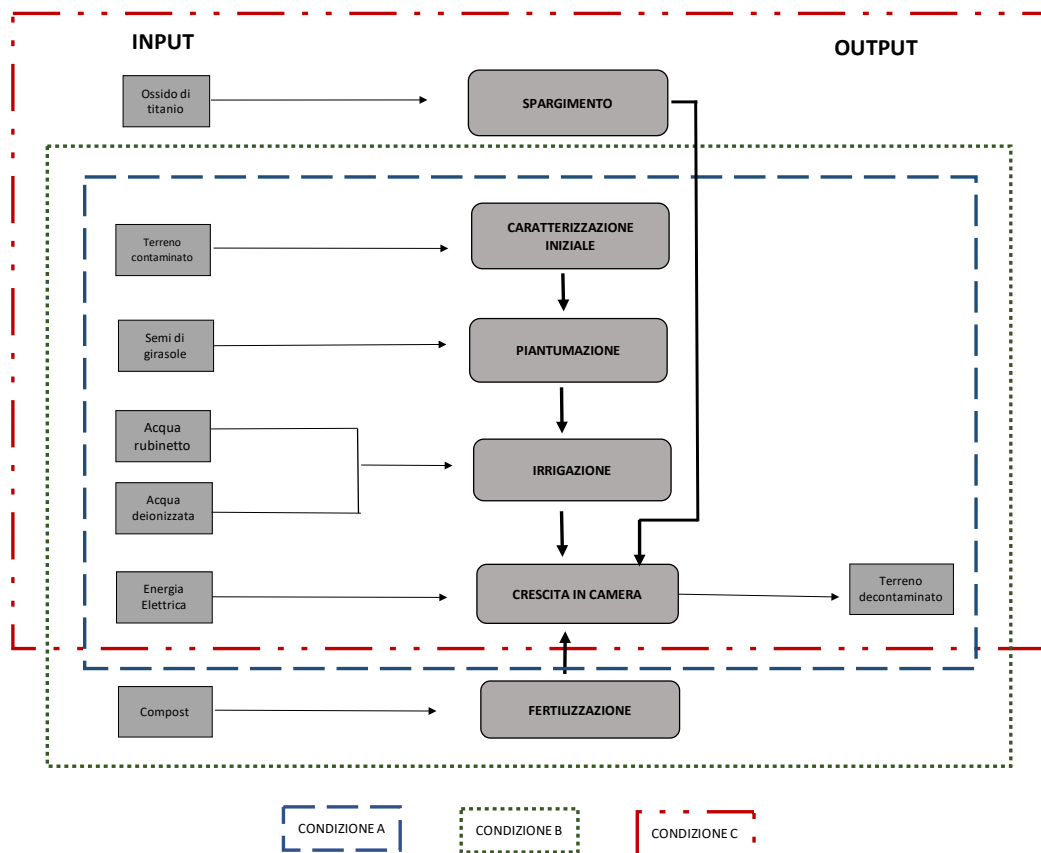 INPUT
OUTPUT
Ossido di
titanio
SPARGIMENTO
Terreno
contaminato
CARATTERIZZAZIONE
INIZIALE
Semi di
girasole
PIANTUMAZIONE
Acqua
rubinetto
IRRIGAZIONE
Acqua
deionizzata
Energia
Elettrica
CRESCITA IN CAMERA
Terreno
decontaminato
Compost
FERTILIZZAZIONE
CONDIZIONE A
CONDIZIONE B
CONDIZIONE C